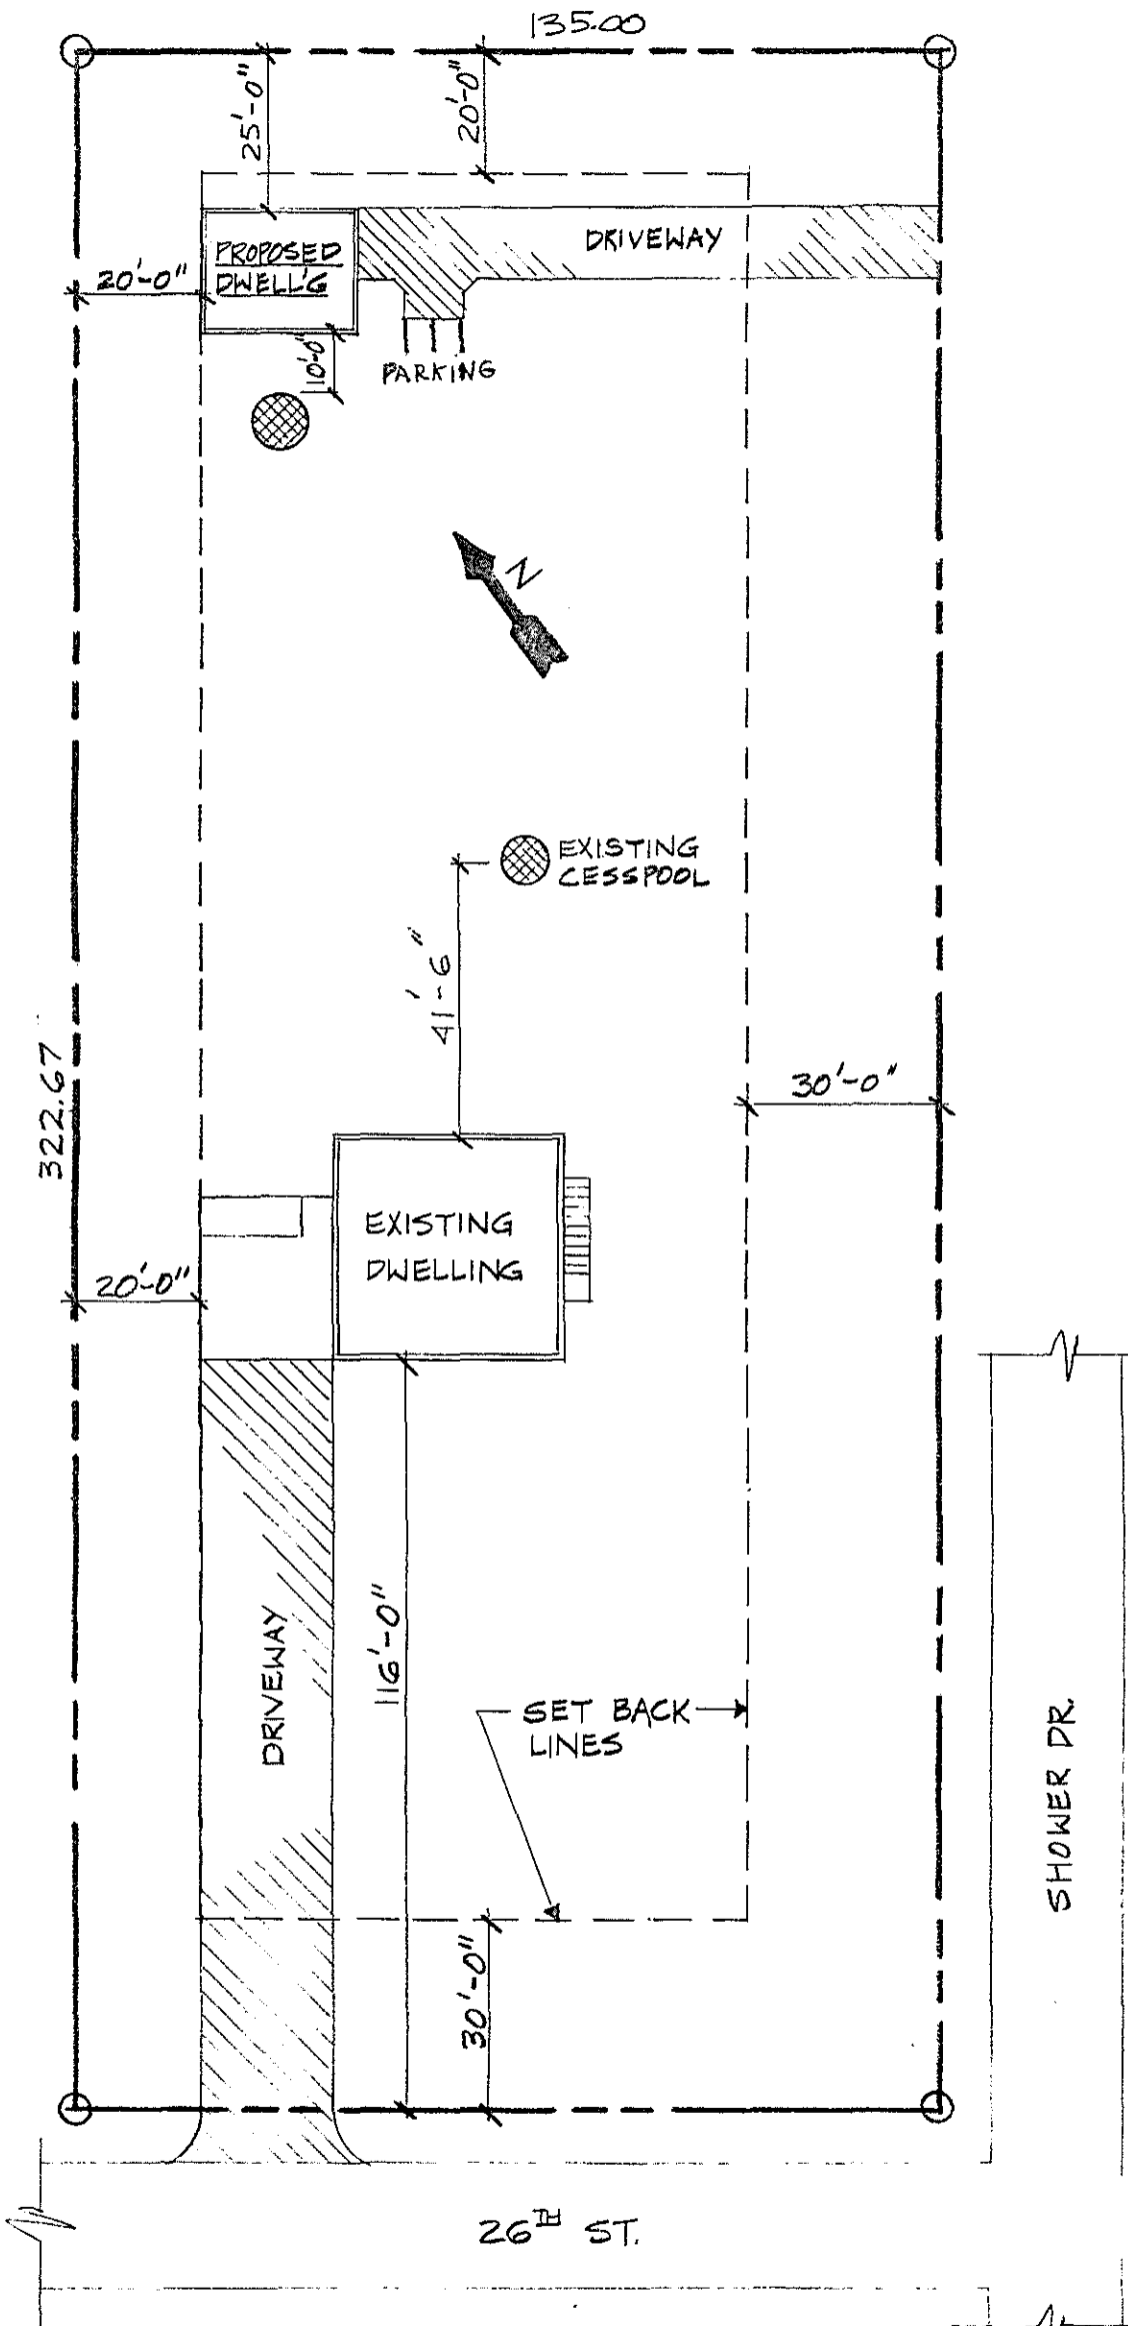 135.00
25'-0"
20'-0"
PROPOSED
DWELL'G
DRIVEWAY
20'-0"
10'-0"
PARKING
N
EXISTING
CESSPOOL
41'-6"
322.67
30'-0"
EXISTING
DWELLING
20'-0"
DRIVEWAY
116'-0"
SET BACK
LINES
SHOWER DR.
30'-0"
26TH ST.